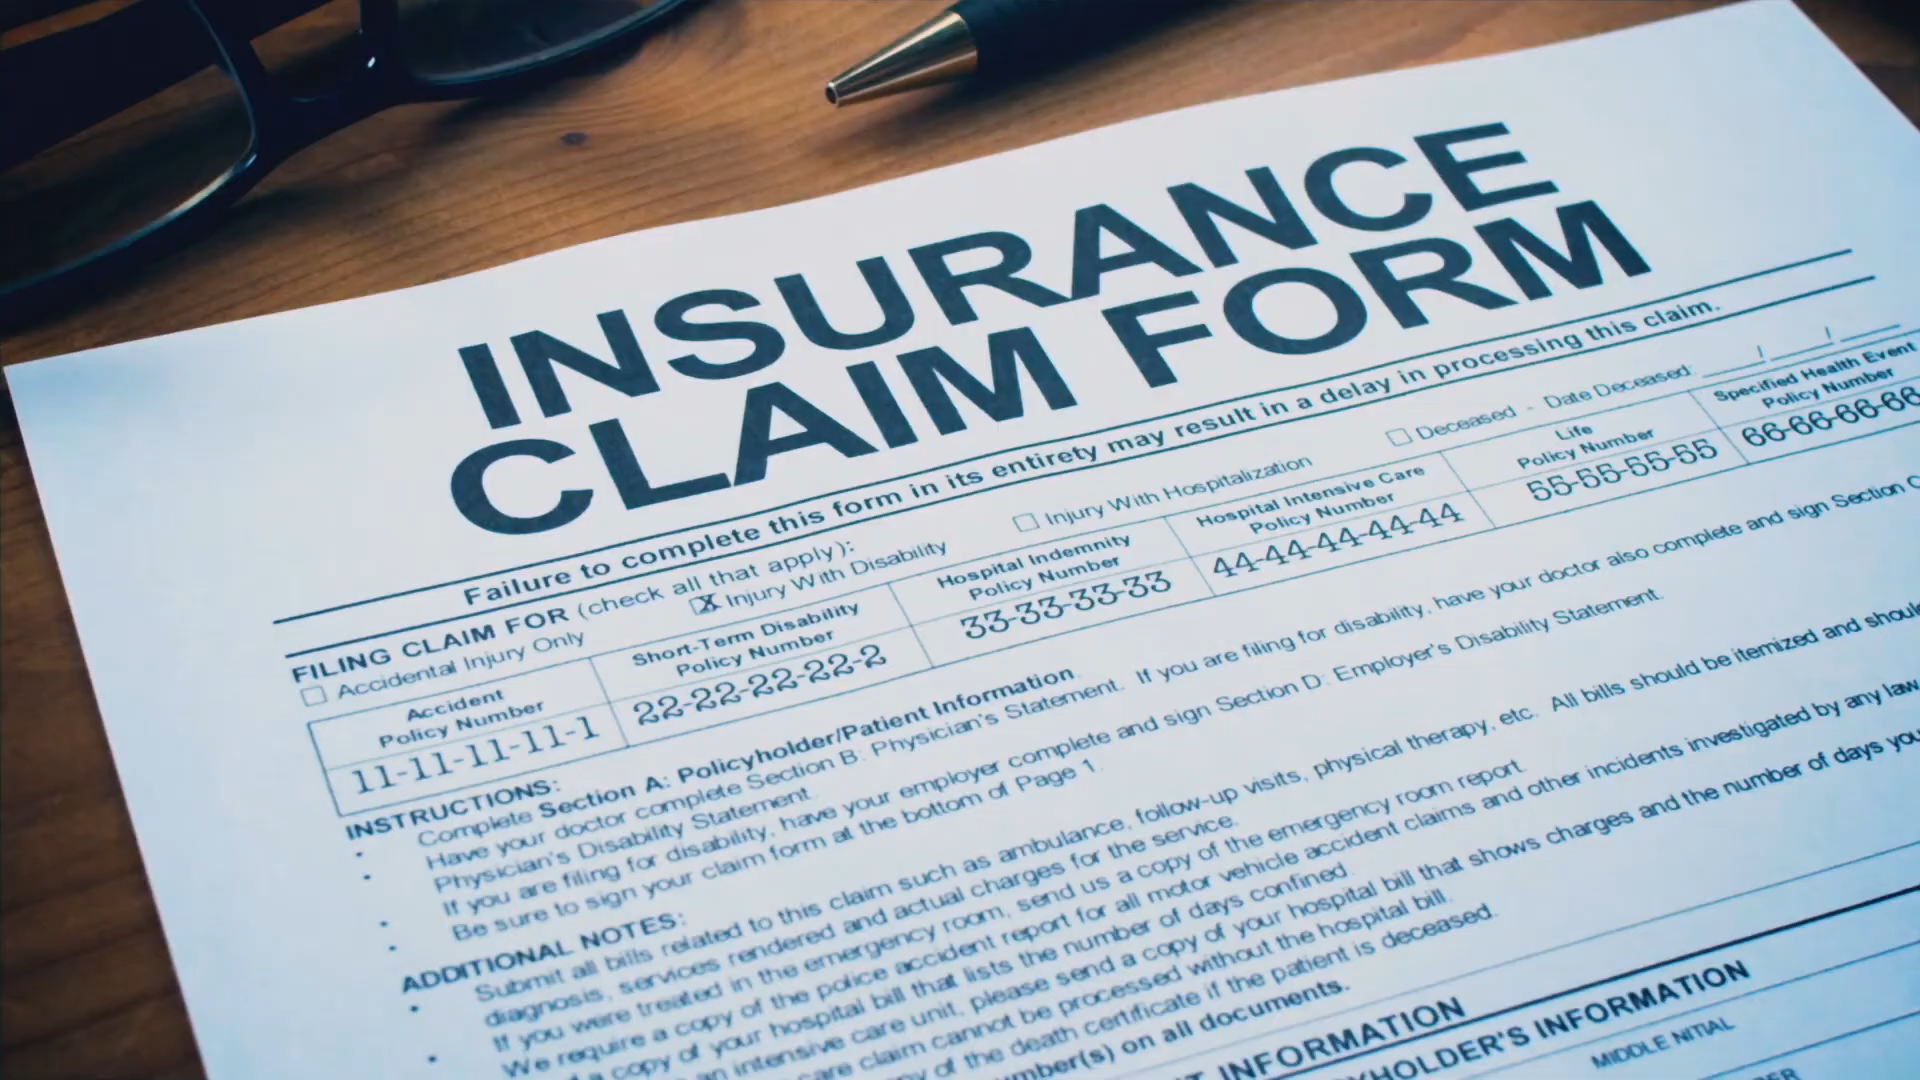 INSURANCE
CLAIM FORM
Failure to complete this form in its entirety may result in a delay in processing this claim.
FILING CLAIM FOR (check all that apply):
Accidental Injury Only
X Injury With Disability
Injury With Hospitalization
Deceased - Date Deceased: ___/___/___
Accident
Policy Number
11-11-11-11-1
Short-Term Disability
Policy Number
22-22-22-22-2
Hospital Indemnity
Policy Number
33-33-33-33
Hospital Intensive Care
Policy Number
44-44-44-44-44
Life
Policy Number
55-55-55-55
Specified Health Event
Policy Number
66-66-66-66
INSTRUCTIONS:
Complete Section A: Policyholder/Patient Information.
Have your doctor complete Section B: Physician's Statement. If you are filing for disability, have your doctor also complete and sign Section C
Physician's Disability Statement.
If you are filing for disability, have your employer complete and sign Section D: Employer's Disability Statement.
Be sure to sign your claim form at the bottom of Page 1.
ADDITIONAL NOTES:
Submit all bills related to this claim such as ambulance, follow-up visits, physical therapy, etc. All bills should be itemized and
diagnosis, services rendered and actual charges for the service.
If you were treated in the emergency room, send us a copy of the emergency room report.
We require a copy of the police accident report for all motor vehicle accident claims and other incidents investigated by any law
a copy of your hospital bill that lists the number of days confined.
an intensive care unit, please send a copy of your hospital bill that shows charges and the number of days you
care claim cannot be processed without the hospital bill.
of the death certificate if the patient is deceased.
on all documents.
INFORMATION
INFORMATION
MIDDLE NITIAL